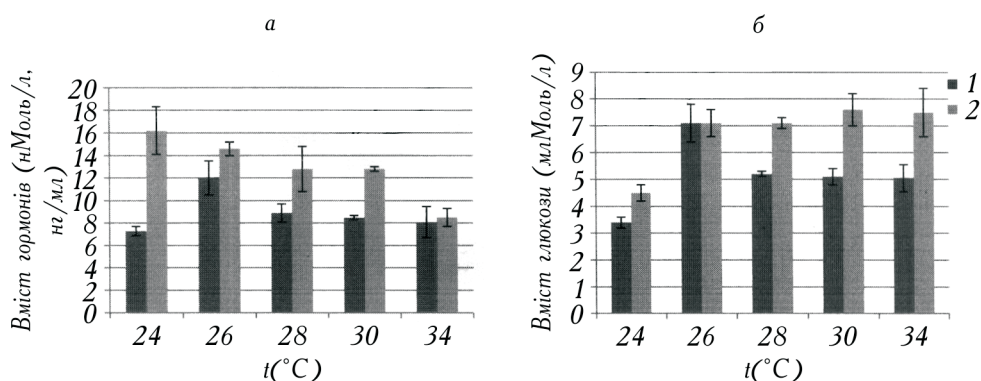 а
Вміст гормонів (нМоль/л,
нг/мл)
20
18
16
14
12
10
8
6
4
2
0
24 26 28 30 34
t(°C)
б
Вміст глюкози (млМоль/л)
9
8
7
6
5
4
3
2
1
0
24 26 28 30 34
t(°C)
1
2